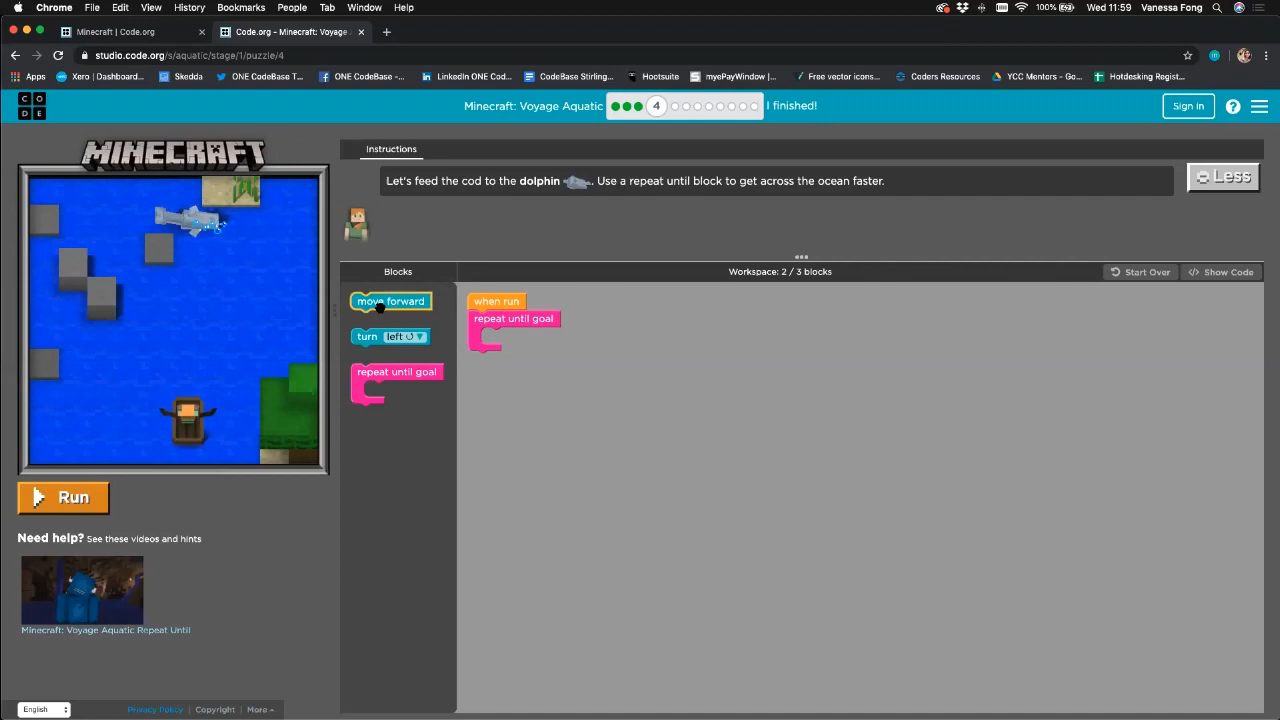 Chrome File Edit View History Bookmarks People Tab Window Help 100% Wed 11:59 Vanessa Fong
Minecraft | Code.org Code.org - Minecraft: Voyage A
studio.code.org/s/aquatic/stage/1/puzzle/4
Apps Xero | Dashboard... Skedda ONE CodeBase T... ONE CodeBase... LinkedIN ONE Cod... CodeBase Stirling... Hootsuite myePayWindow |... Free vector icons... Coders Resources YCC Mentors - Go... Hotdesking Regist...
CODE Minecraft: Voyage Aquatic 4 I finished! Sign in ?
MINECRAFT
Instructions
Let's feed the cod to the dolphin . Use a repeat until block to get across the ocean faster.
Less
Blocks Workspace: 2 / 3 blocks Start Over </> Show Code
move forward
turn left
repeat until goal
when run
repeat until goal
Run
Need help? See these videos and hints
Minecraft: Voyage Aquatic Repeat Until
English Privacy Policy Copyright More